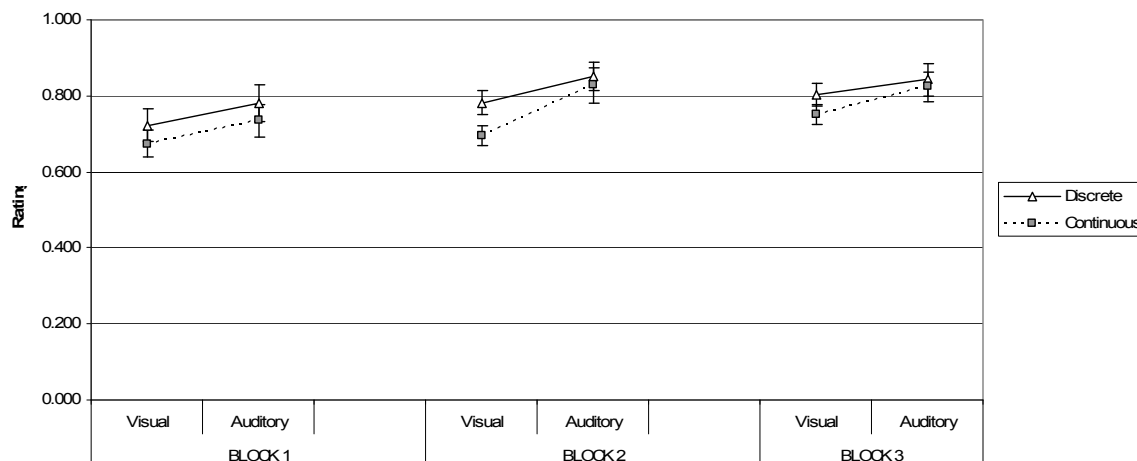 1.000
0.800
0.600
0.400
0.200
0.000
Rating
Visual Auditory Visual Auditory Visual Auditory
BLOCK 1 BLOCK 2 BLOCK 3
Discrete
Continuous